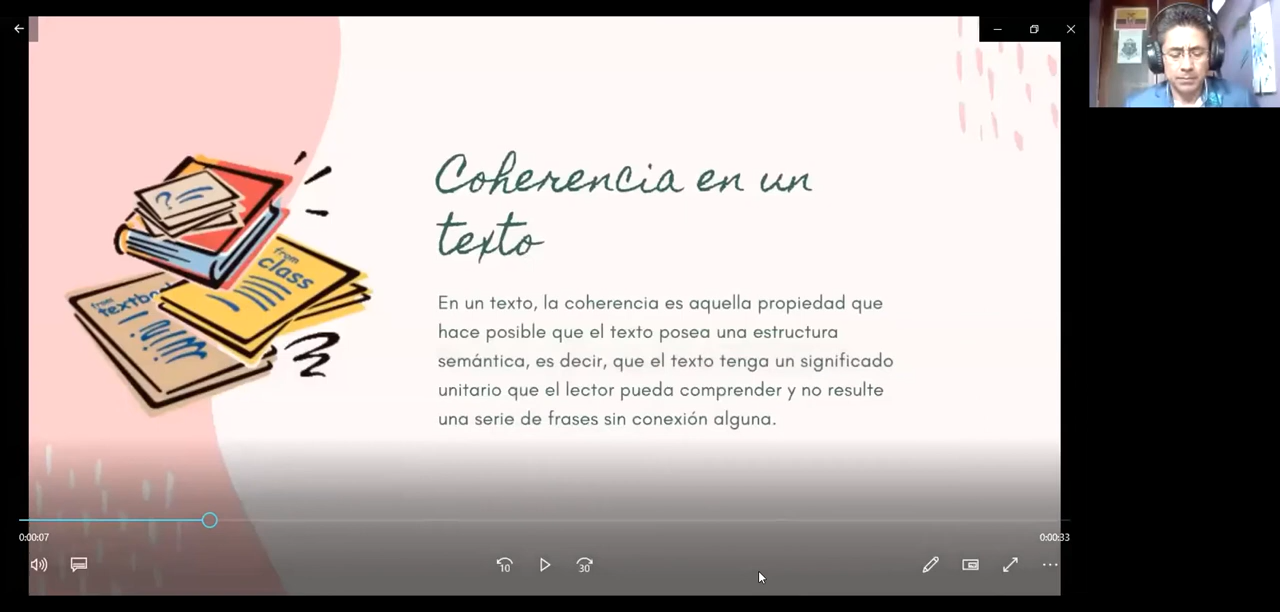 Coherencia en un
texto
En un texto, la coherencia es aquella propiedad que
hace posible que el texto posea una estructura
semántica, es decir, que el texto tenga un significado
unitario que el lector pueda comprender y no resulte
una serie de frases sin conexión alguna.
?
from
class
from
textbo
0:00:07
0:00:33
10
30